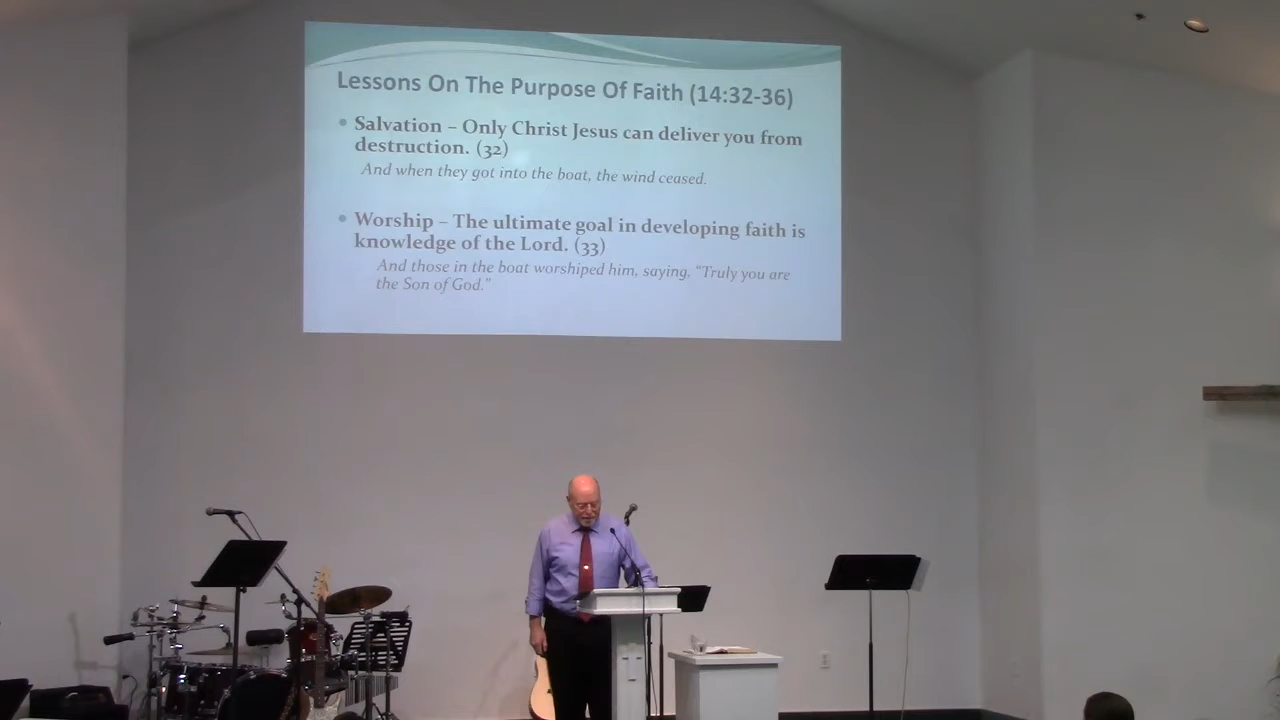 Lessons On The Purpose Of Faith (14:32-36)
• Salvation – Only Christ Jesus can deliver you from
destruction. (32)
And when they got into the boat, the wind ceased.
• Worship – The ultimate goal in developing faith is
knowledge of the Lord. (33)
And those in the boat worshiped him, saying, “Truly you are
the Son of God.”